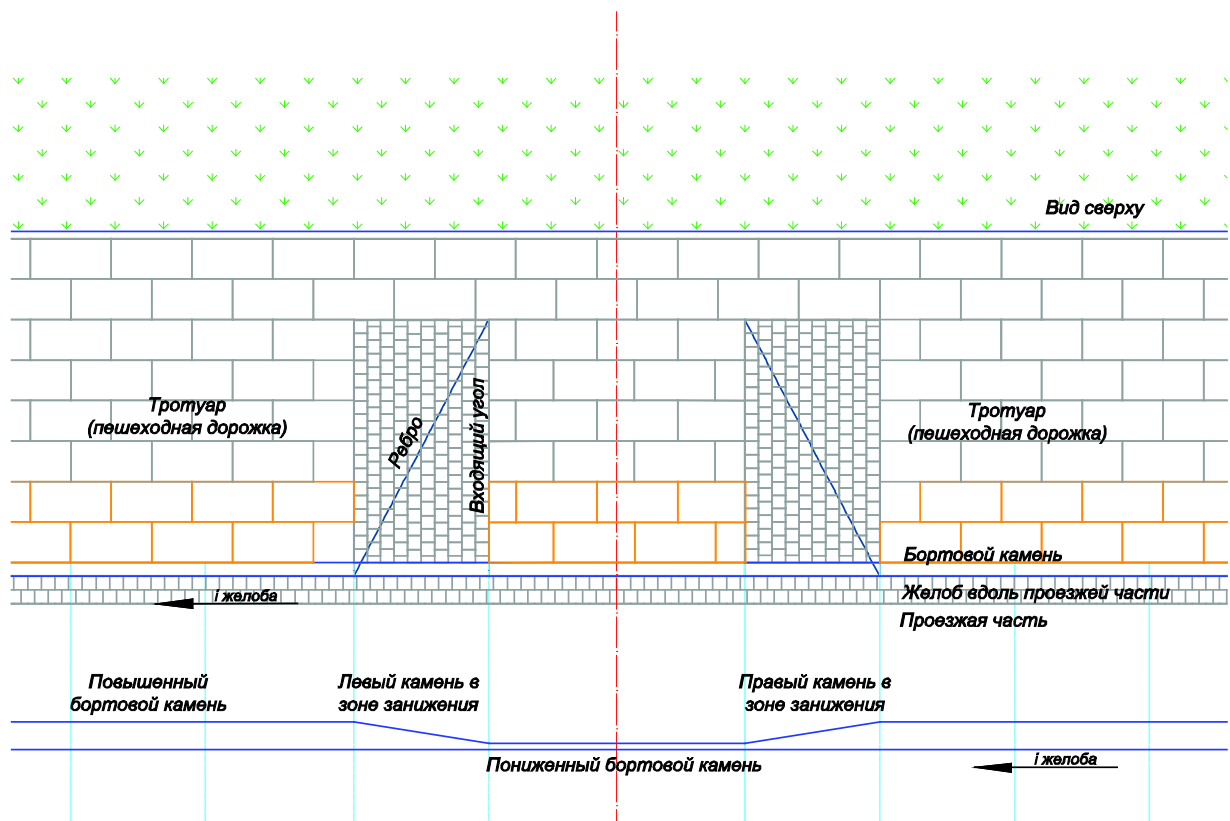 Вид сверху
Тротуар
(пешеходная дорожка)
Ребро
Входящий угол
Тротуар
(пешеходная дорожка)
Бортовой камень
i желоба
Желоб вдоль проезжей части
Проезжая часть
Повышенный
бортовой камень
Левый камень в
зоне занижения
Правый камень в
зоне занижения
Пониженный бортовой камень
i желоба